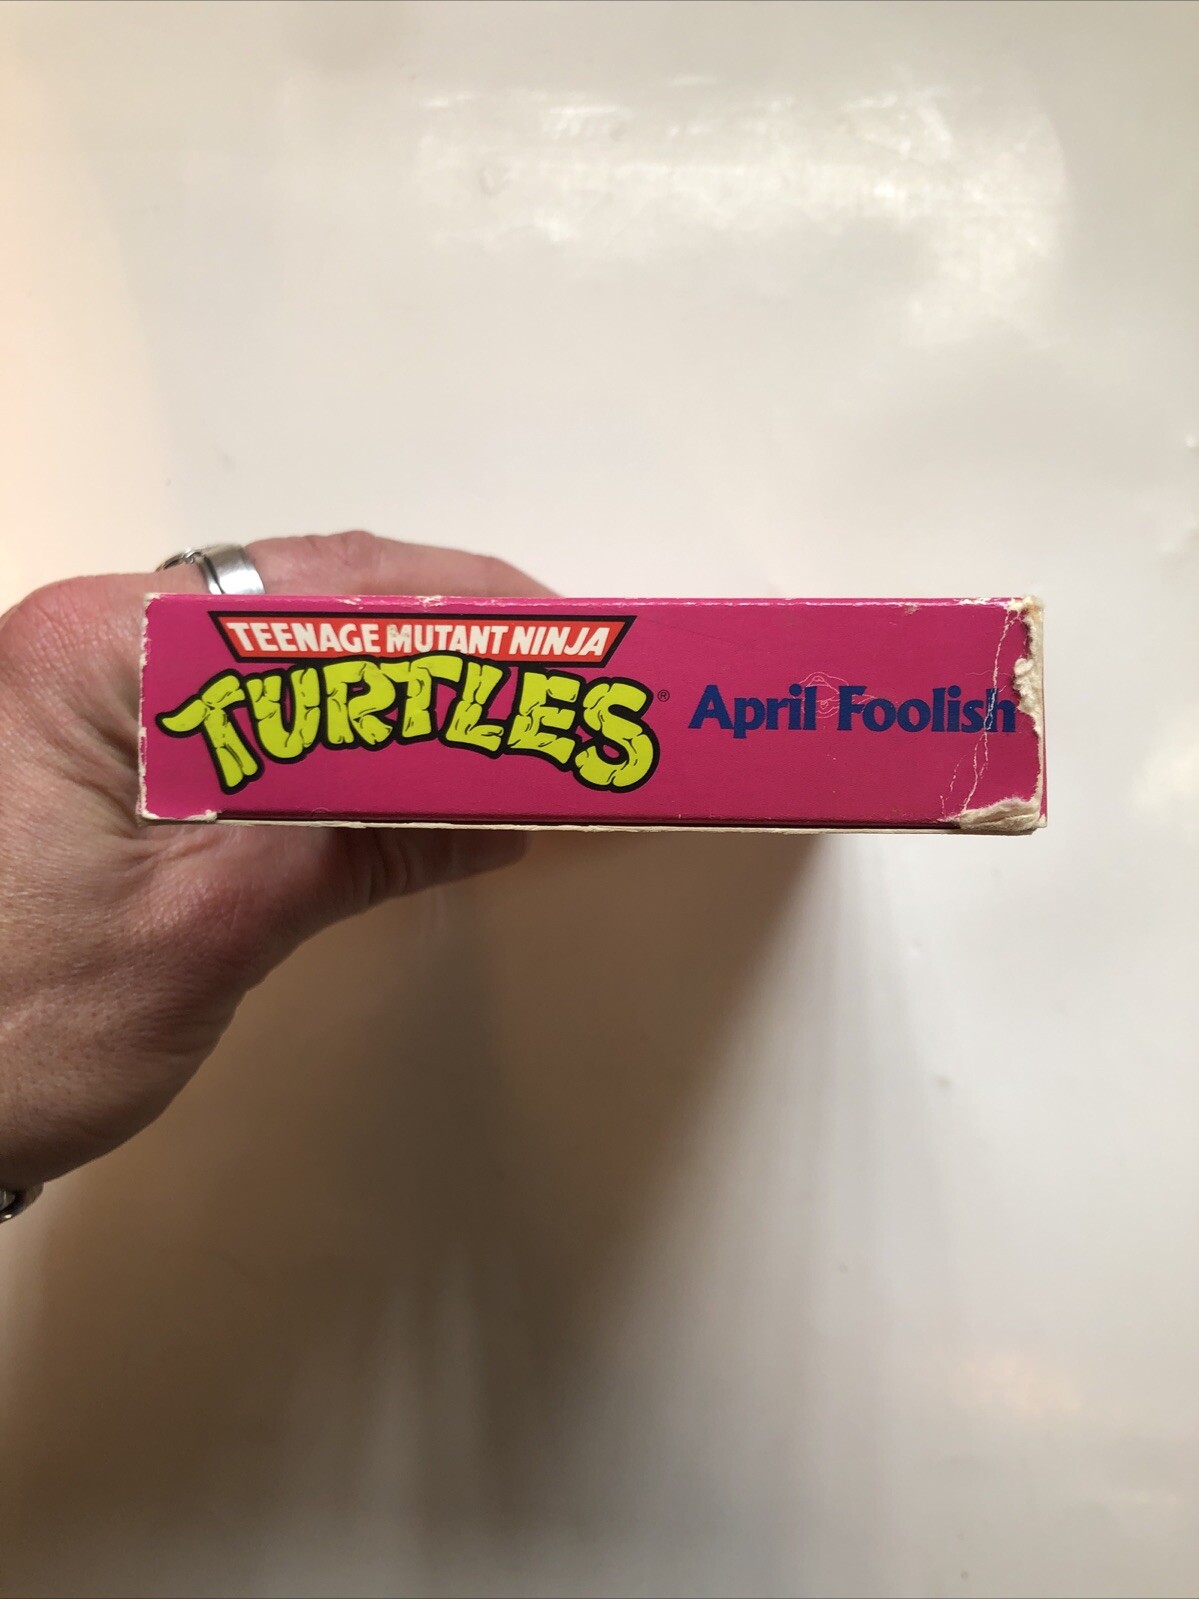 TEENAGE MUTANT NINJA
TURTLES®
April Foolish